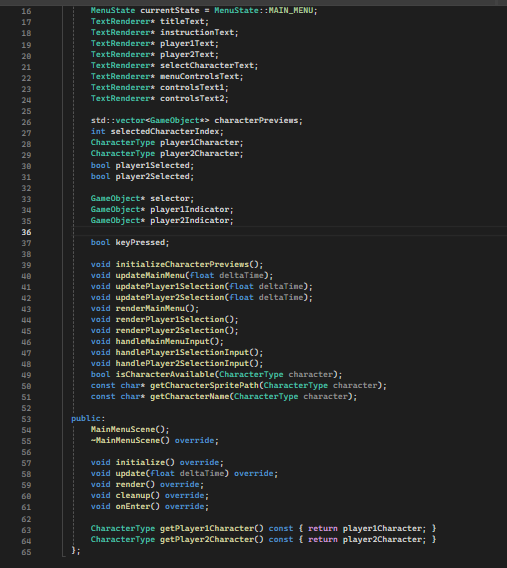 16 MenuState currentState = MenuState::MAIN_MENU;
17 TextRenderer* titleText;
18 TextRenderer* instructionText;
19 TextRenderer* player1Text;
20 TextRenderer* player2Text;
21 TextRenderer* selectCharacterText;
22 TextRenderer* menuControlsText;
23 TextRenderer* controlsText1;
24 TextRenderer* controlsText2;
25
26 std::vector<GameObject*> characterPreviews;
27 int selectedCharacterIndex;
28 CharacterType player1Character;
29 CharacterType player2Character;
30 bool player1Selected;
31 bool player2Selected;
32
33 GameObject* selector;
34 GameObject* player1Indicator;
35 GameObject* player2Indicator;
36
37 bool keyPressed;
38
39 void initializeCharacterPreviews();
40 void updateMainMenu(float deltaTime);
41 void updatePlayer1Selection(float deltaTime);
42 void updatePlayer2Selection(float deltaTime);
43 void renderMainMenu();
44 void renderPlayer1Selection();
45 void renderPlayer2Selection();
46 void handleMainMenuInput();
47 void handlePlayer1SelectionInput();
48 void handlePlayer2SelectionInput();
49 bool isCharacterAvailable(CharacterType character);
50 const char* getCharacterSpritePath(CharacterType character);
51 const char* getCharacterName(CharacterType character);
52
53 public:
54 MainMenuScene();
55 ~MainMenuScene() override;
56
57 void initialize() override;
58 void update(float deltaTime) override;
59 void render() override;
60 void cleanup() override;
61 void onEnter() override;
62
63 CharacterType getPlayer1Character() const { return player1Character; }
64 CharacterType getPlayer2Character() const { return player2Character; }
65 };